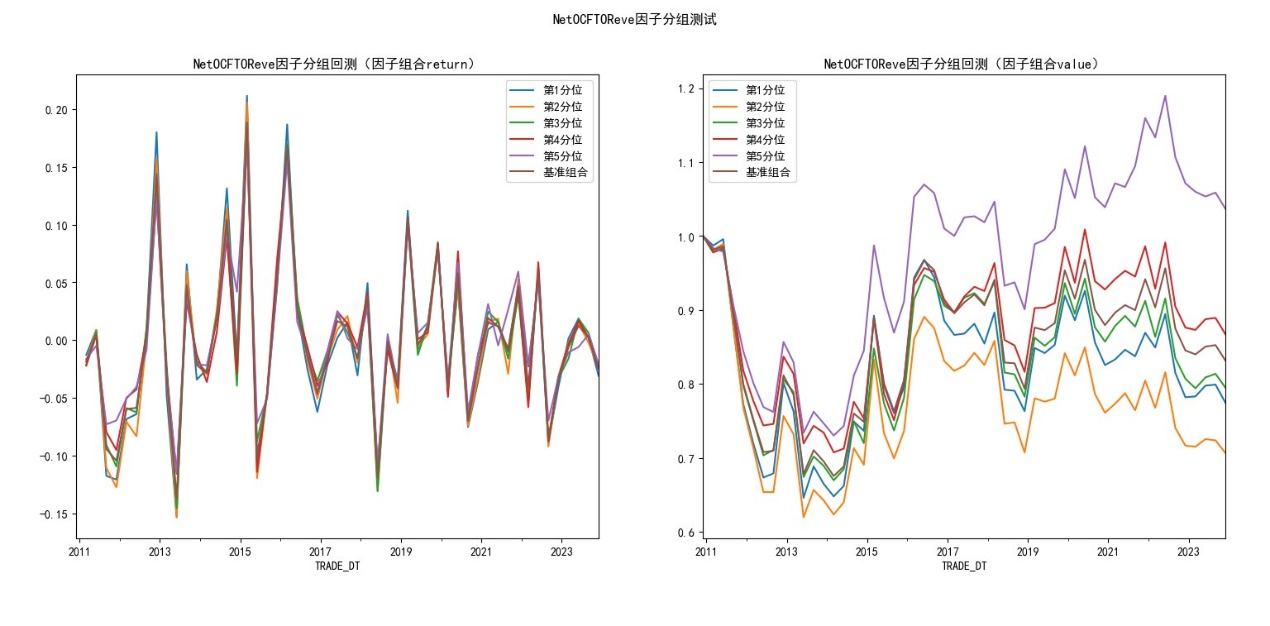 NetOCFTOReve因子分组测试
NetOCFTOReve因子分组回测（因子组合return）
第1分位
第2分位
第3分位
第4分位
第5分位
基准组合
0.20
0.15
0.10
0.05
0.00
−0.05
−0.10
−0.15
2011
2013
2015
2017
2019
2021
2023
TRADE_DT
NetOCFTOReve因子分组回测（因子组合value）
第1分位
第2分位
第3分位
第4分位
第5分位
基准组合
1.2
1.1
1.0
0.9
0.8
0.7
0.6
2011
2013
2015
2017
2019
2021
2023
TRADE_DT